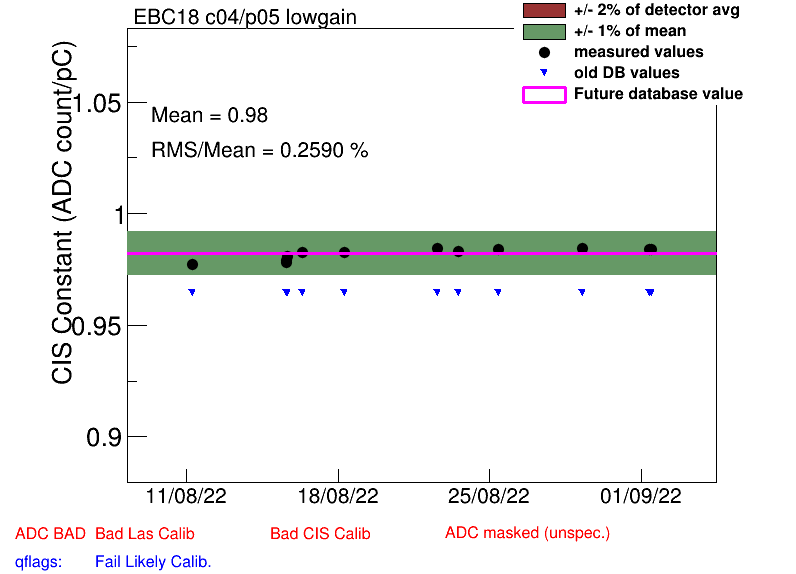 EBC18 c04/p05 lowgain
+/- 2% of detector avg
+/- 1% of mean
measured values
old DB values
Future database value
Mean = 0.98
RMS/Mean = 0.2590 %
CIS Constant (ADC count/pC)
1.05
1
0.95
0.9
11/08/22 18/08/22 25/08/22 01/09/22
ADC BAD Bad Las Calib Bad CIS Calib ADC masked (unspec.)
qflags: Fail Likely Calib.